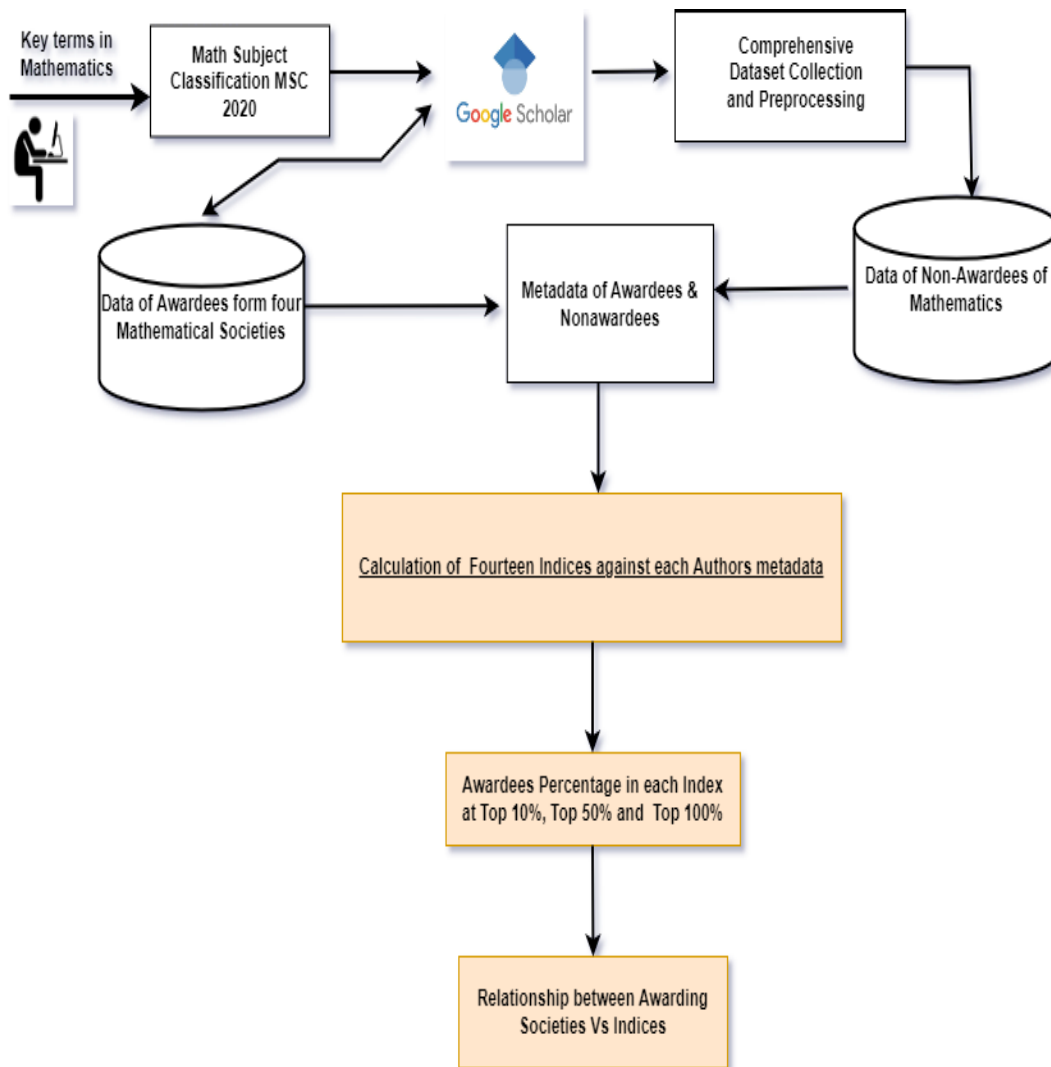 Key terms in
Mathematics
Math Subject
Classification MSC
2020
Google Scholar
Comprehensive
Dataset Collection
and Preprocessing
Data of Awardees form four
Mathematical Societies
Metadata of Awardees &
Nonawardees
Data of Non-Awardees of
Mathematics
Calculation of Fourteen Indices against each Authors metadata
Awardees Percentage in each Index
at Top 10%, Top 50% and Top 100%
Relationship between Awarding
Societies Vs Indices